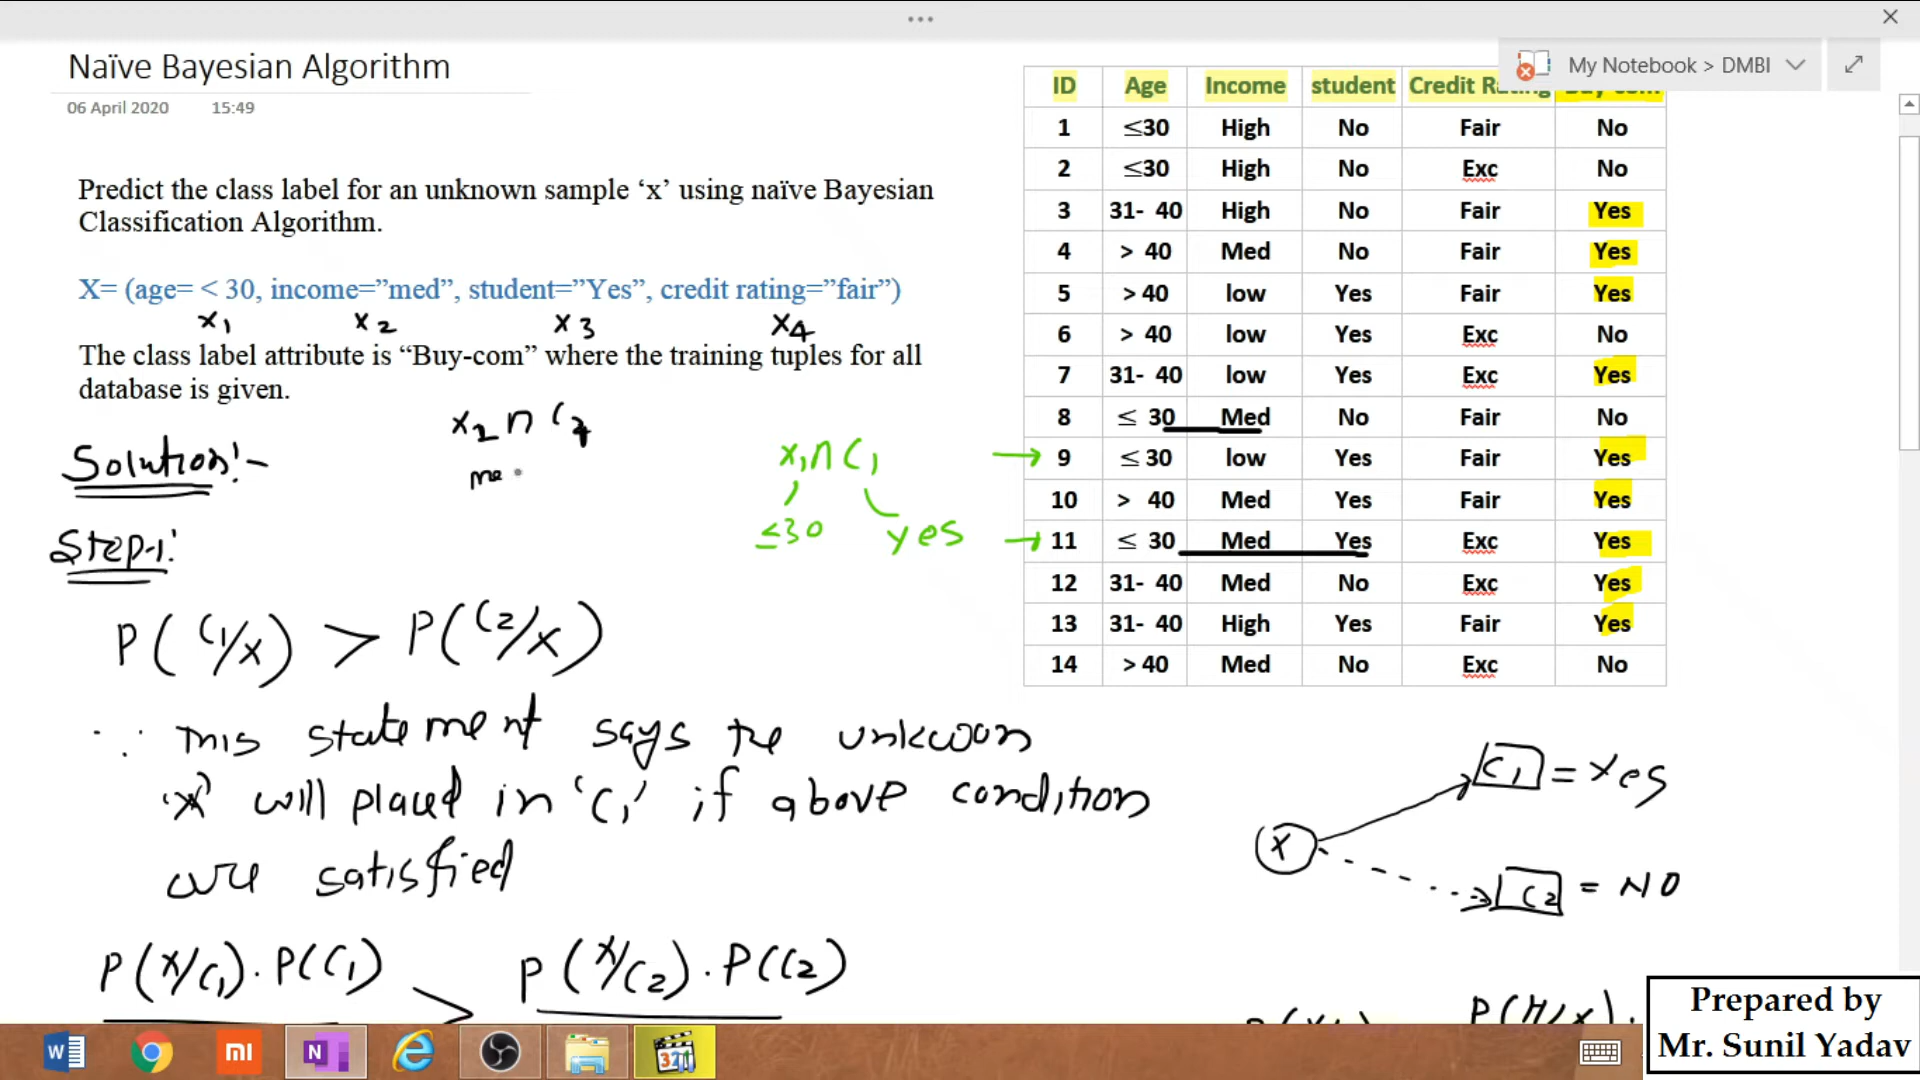 Naïve Bayesian Algorithm
06 April 2020 15:49
My Notebook > DMBI
Predict the class label for an unknown sample ‘x’ using naïve Bayesian
Classification Algorithm.
X= (age= < 30, income=”med”, student=”Yes”, credit rating=”fair”)
x1 x2 x3 x4
The class label attribute is “Buy-com” where the training tuples for all
database is given.
x2 ∩ C2
me
Solution:-
x1 ∩ C1
≤30 yes
Step-1:
P(C1/X) > P(C2/X)
∵ This statement says the unknown
'X' will placed in 'C1' if above condition
are satisfied
P(X/C1).P(C1) > P(X/C2).P(C2)
ID Age Income student Credit Rating Buy-com
1 ≤30 High No Fair No
2 ≤30 High No Exc No
3 31- 40 High No Fair Yes
4 > 40 Med No Fair Yes
5 >40 low Yes Fair Yes
6 > 40 low Yes Exc No
7 31- 40 low Yes Exc Yes
8 ≤ 30 Med No Fair No
9 ≤ 30 low Yes Fair Yes
10 > 40 Med Yes Fair Yes
11 ≤ 30 Med Yes Exc Yes
12 31- 40 Med No Exc Yes
13 31- 40 High Yes Fair Yes
14 >40 Med No Exc No
C1 = Yes
X
C2 = NO
P(H/X).
Prepared by
Mr. Sunil Yadav
W mi N e 321